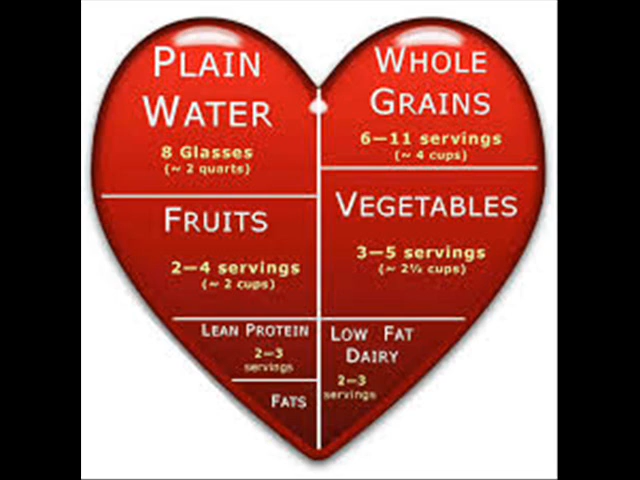 PLAIN
WATER
8 Glasses
(~ 2 quarts)
WHOLE
GRAINS
6—11 servings
(~ 4 cups)
FRUITS
2—4 servings
(~ 2 cups)
VEGETABLES
3—5 servings
(~ 2½ cups)
LEAN PROTEIN
2—3
servings
LOW FAT
DAIRY
2—3
servings
FATS